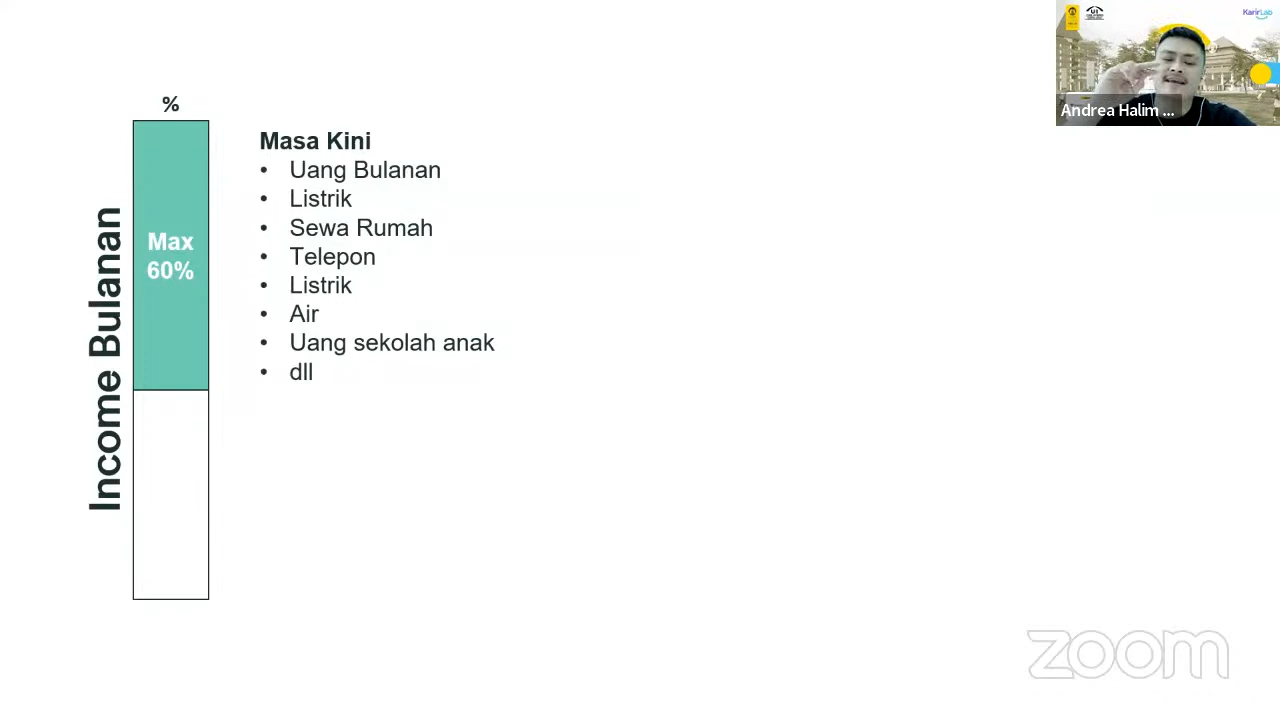 %
Income Bulanan
Max
60%
Masa Kini
• Uang Bulanan
• Listrik
• Sewa Rumah
• Telepon
• Listrik
• Air
• Uang sekolah anak
• dll
KarirLab
Andrea Halim ...
zoom